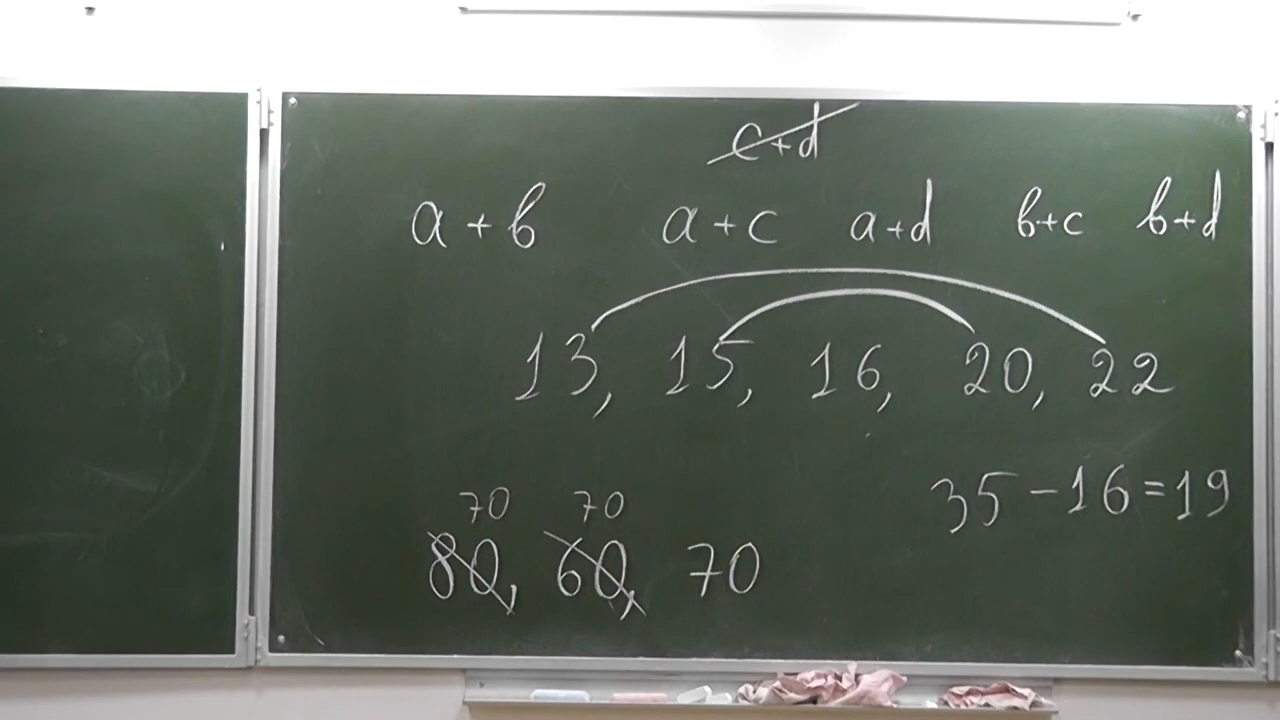 c+d
a + b a + c a + d b+c b+d
13, 15, 16, 20, 22
35-16=19
70 70
80, 60, 70